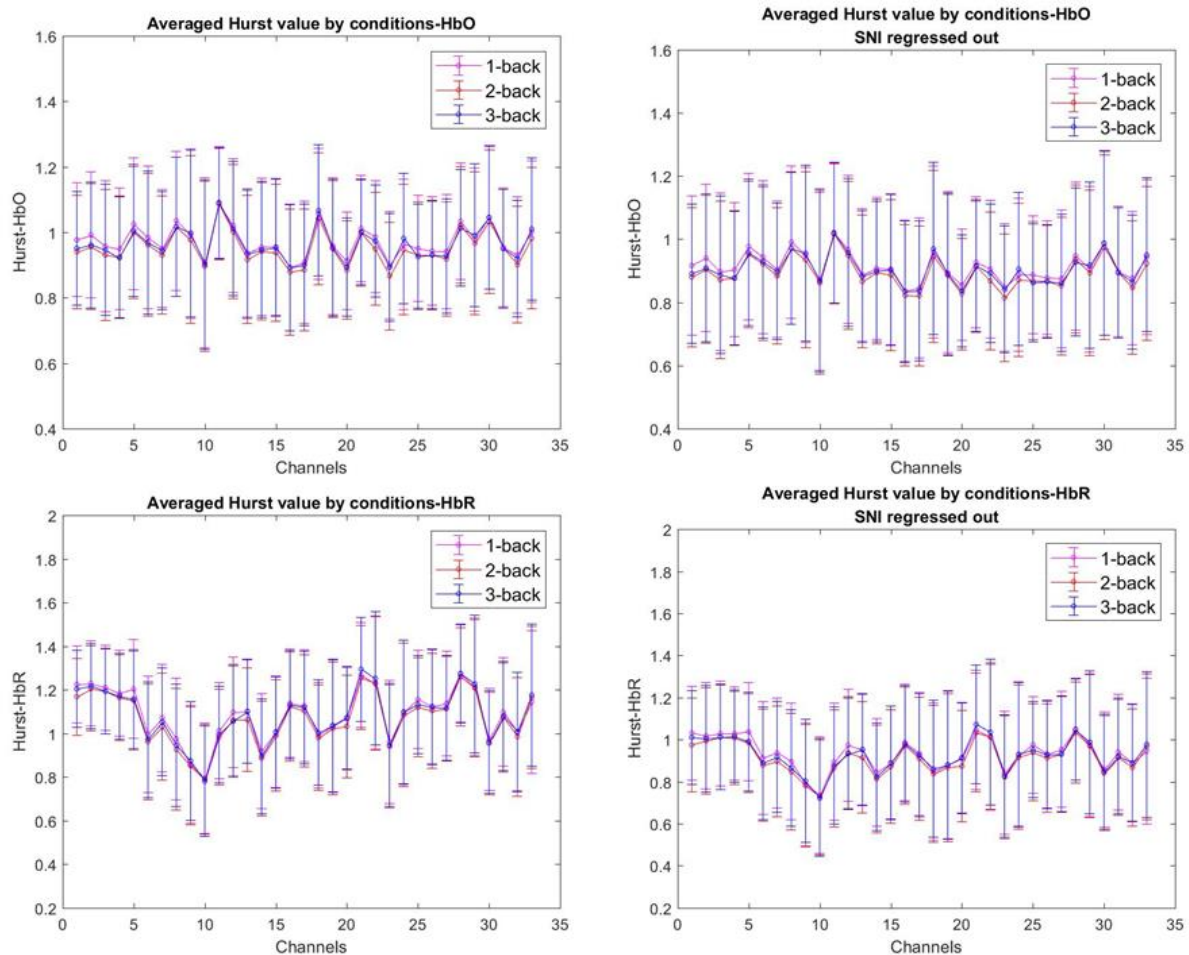 Averaged Hurst value by conditions-HbO
1.6
1.4
1.2
1
0.8
0.6
0.4
Hurst-HbO
1-back
2-back
3-back
0 5 10 15 20 25 30 35
Channels
Averaged Hurst value by conditions-HbO
SNI regressed out
1.6
1.4
1.2
1
0.8
0.6
0.4
Hurst-HbO
1-back
2-back
3-back
0 5 10 15 20 25 30 35
Channels
Averaged Hurst value by conditions-HbR
2
1.8
1.6
1.4
1.2
1
0.8
0.6
0.4
0.2
Hurst-HbR
1-back
2-back
3-back
0 5 10 15 20 25 30 35
Channels
Averaged Hurst value by conditions-HbR
SNI regressed out
2
1.8
1.6
1.4
1.2
1
0.8
0.6
0.4
0.2
Hurst-HbR
1-back
2-back
3-back
0 5 10 15 20 25 30 35
Channels